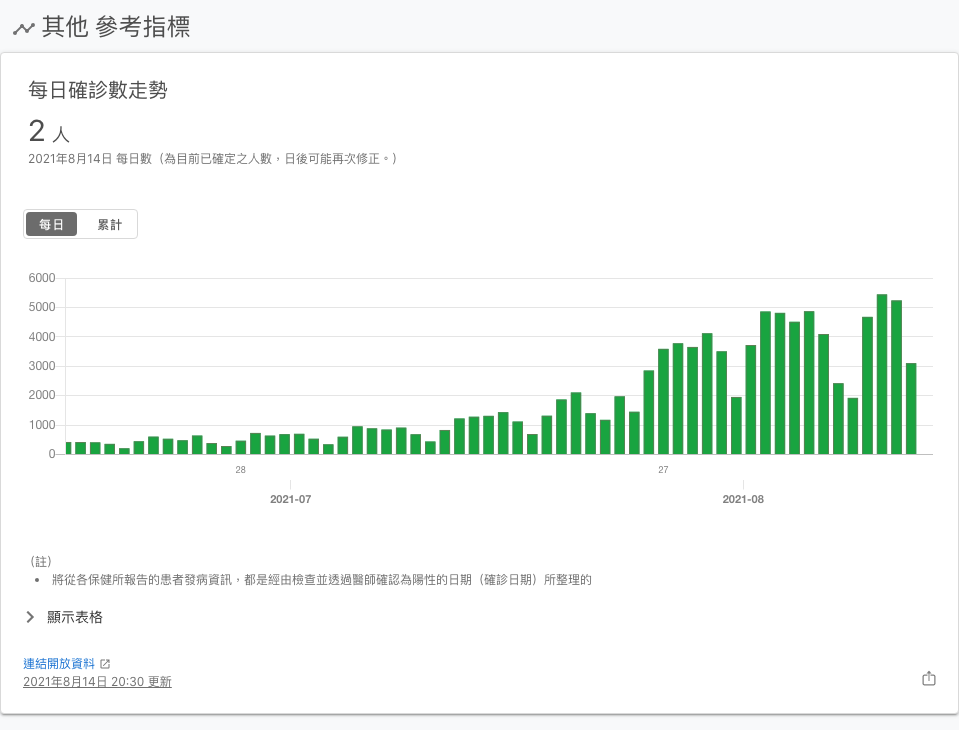 其他 參考指標
每日確診數走勢
2 人
2021年8月14日 每日數（為目前已確定之人數，日後可能再次修正。）
每日 累計
6000
5000
4000
3000
2000
1000
0
28 27
2021-07 2021-08
（註）
• 將從各保健所報告的患者發病資訊，都是經由檢查並透過醫師確認為陽性的日期（確診日期）所整理的
顯示表格
連結開放資料
2021年8月14日 20:30 更新